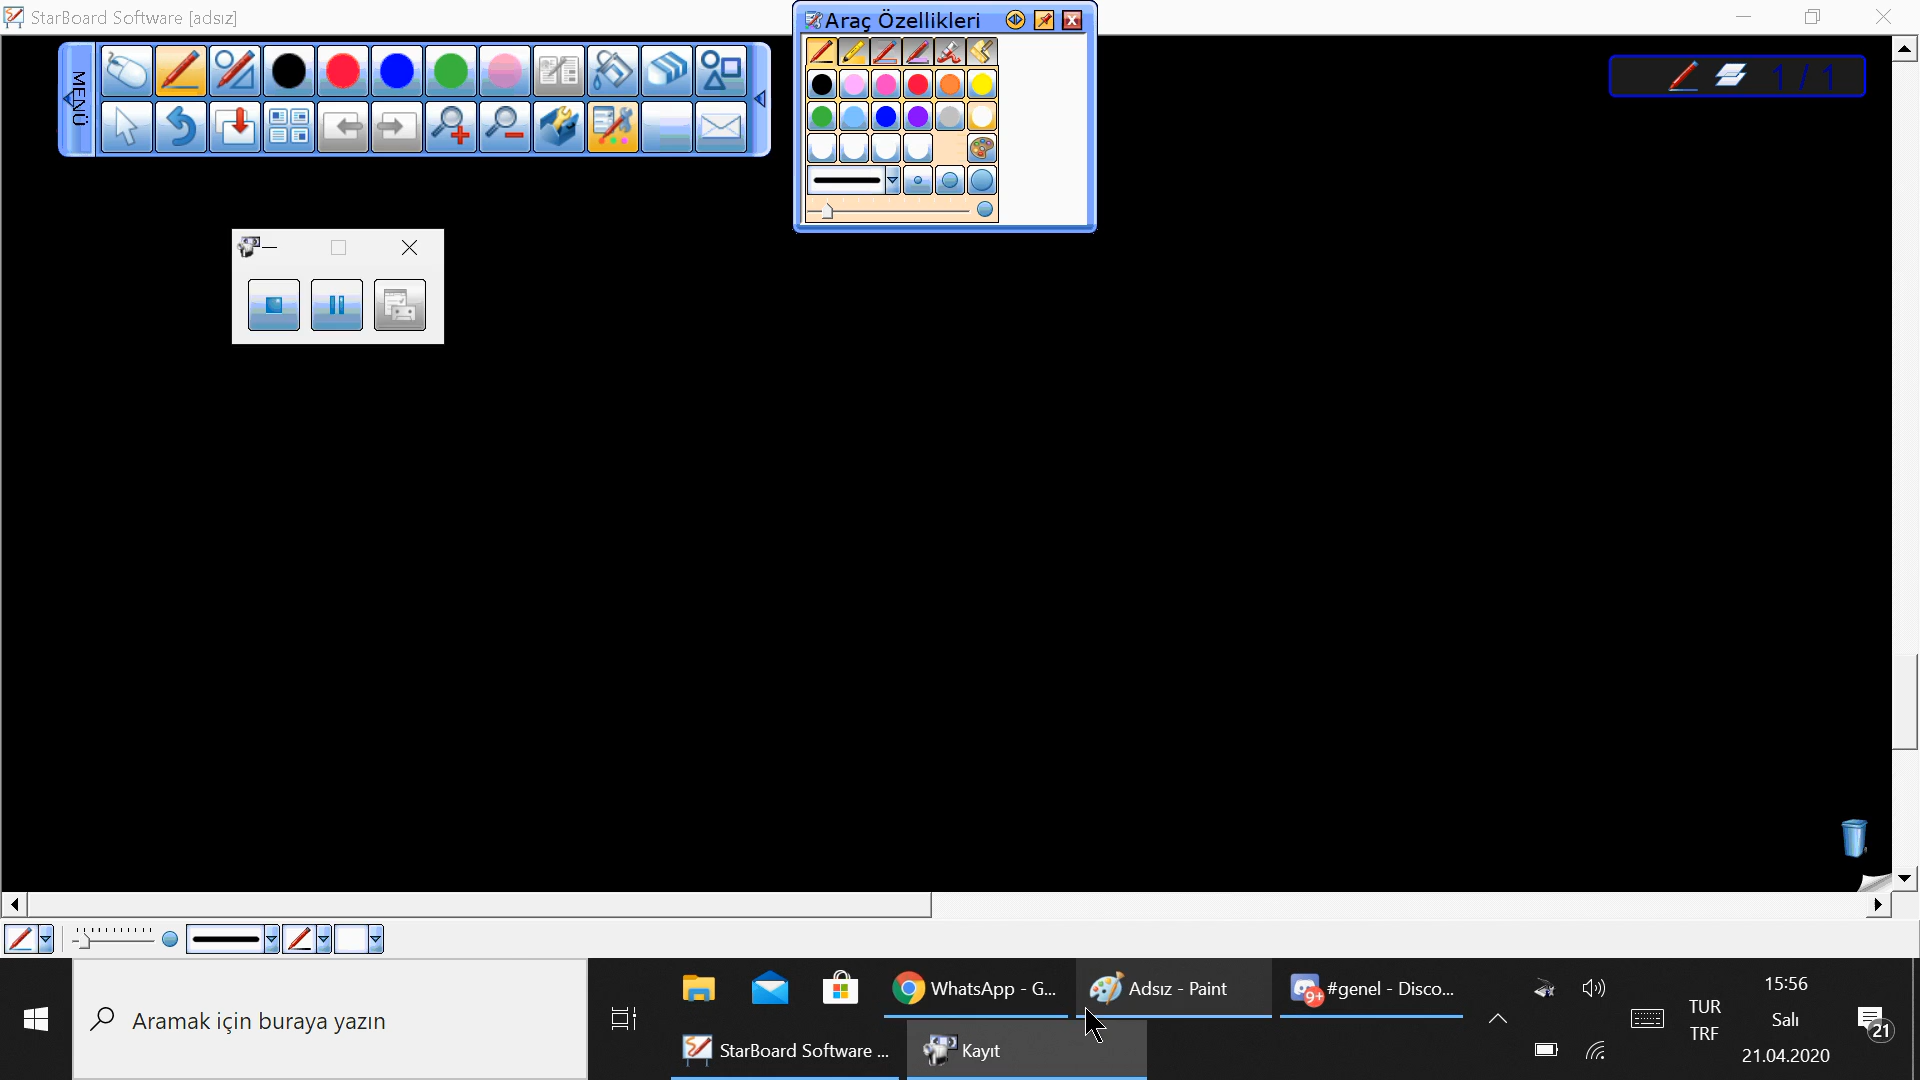 StarBoard Software [adsız]
Araç Özellikleri
MENÜ
1 / 1
WhatsApp - G...
Adsız - Paint
#genel - Disco...
9+
StarBoard Software ...
Kayıt
Aramak için buraya yazın
TUR
TRF
15:56
Salı
21.04.2020
21